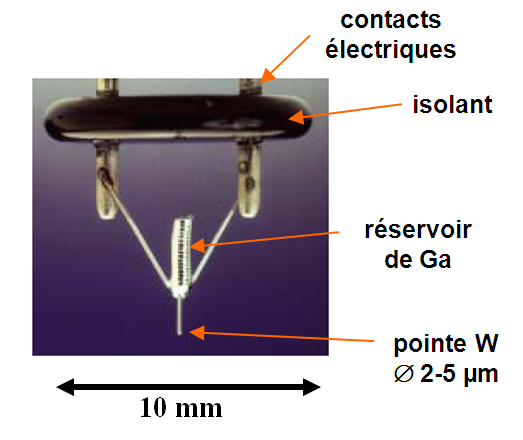 contacts
électriques
isolant
réservoir
de Ga
pointe W
∅ 2-5 µm
10 mm